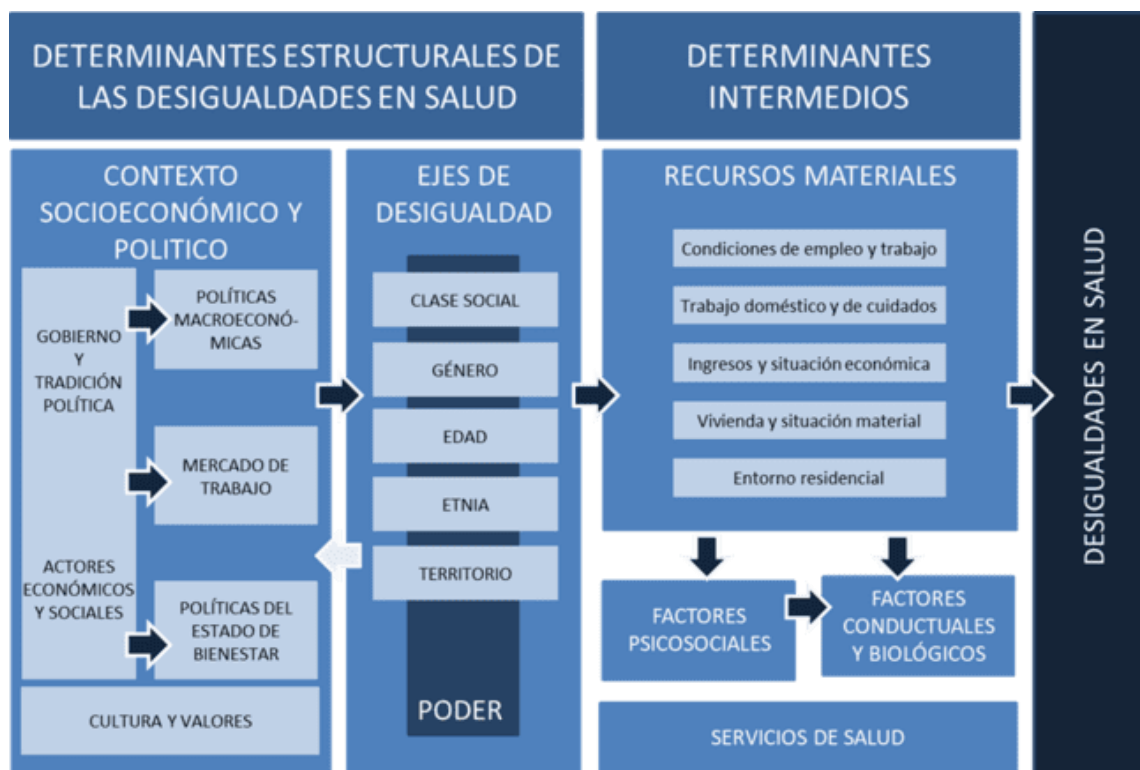 DETERMINANTES ESTRUCTURALES DE
LAS DESIGUALDADES EN SALUD
DETERMINANTES
INTERMEDIOS
CONTEXTO
SOCIOECONÓMICO Y
POLITICO
GOBIERNO
Y
TRADICIÓN
POLÍTICA
ACTORES
ECONÓMICOS
Y SOCIALES
POLÍTICAS
MACROECONÓ-
MICAS
MERCADO DE
TRABAJO
POLÍTICAS DEL
ESTADO DE
BIENESTAR
CULTURA Y VALORES
EJES DE
DESIGUALDAD
CLASE SOCIAL
GÉNERO
EDAD
ETNIA
TERRITORIO
PODER
RECURSOS MATERIALES
Condiciones de empleo y trabajo
Trabajo doméstico y de cuidados
Ingresos y situación económica
Vivienda y situación material
Entorno residencial
FACTORES
PSICOSOCIALES
FACTORES
CONDUCTUALES
Y BIOLÓGICOS
SERVICIOS DE SALUD
DESIGUALDADES EN SALUD